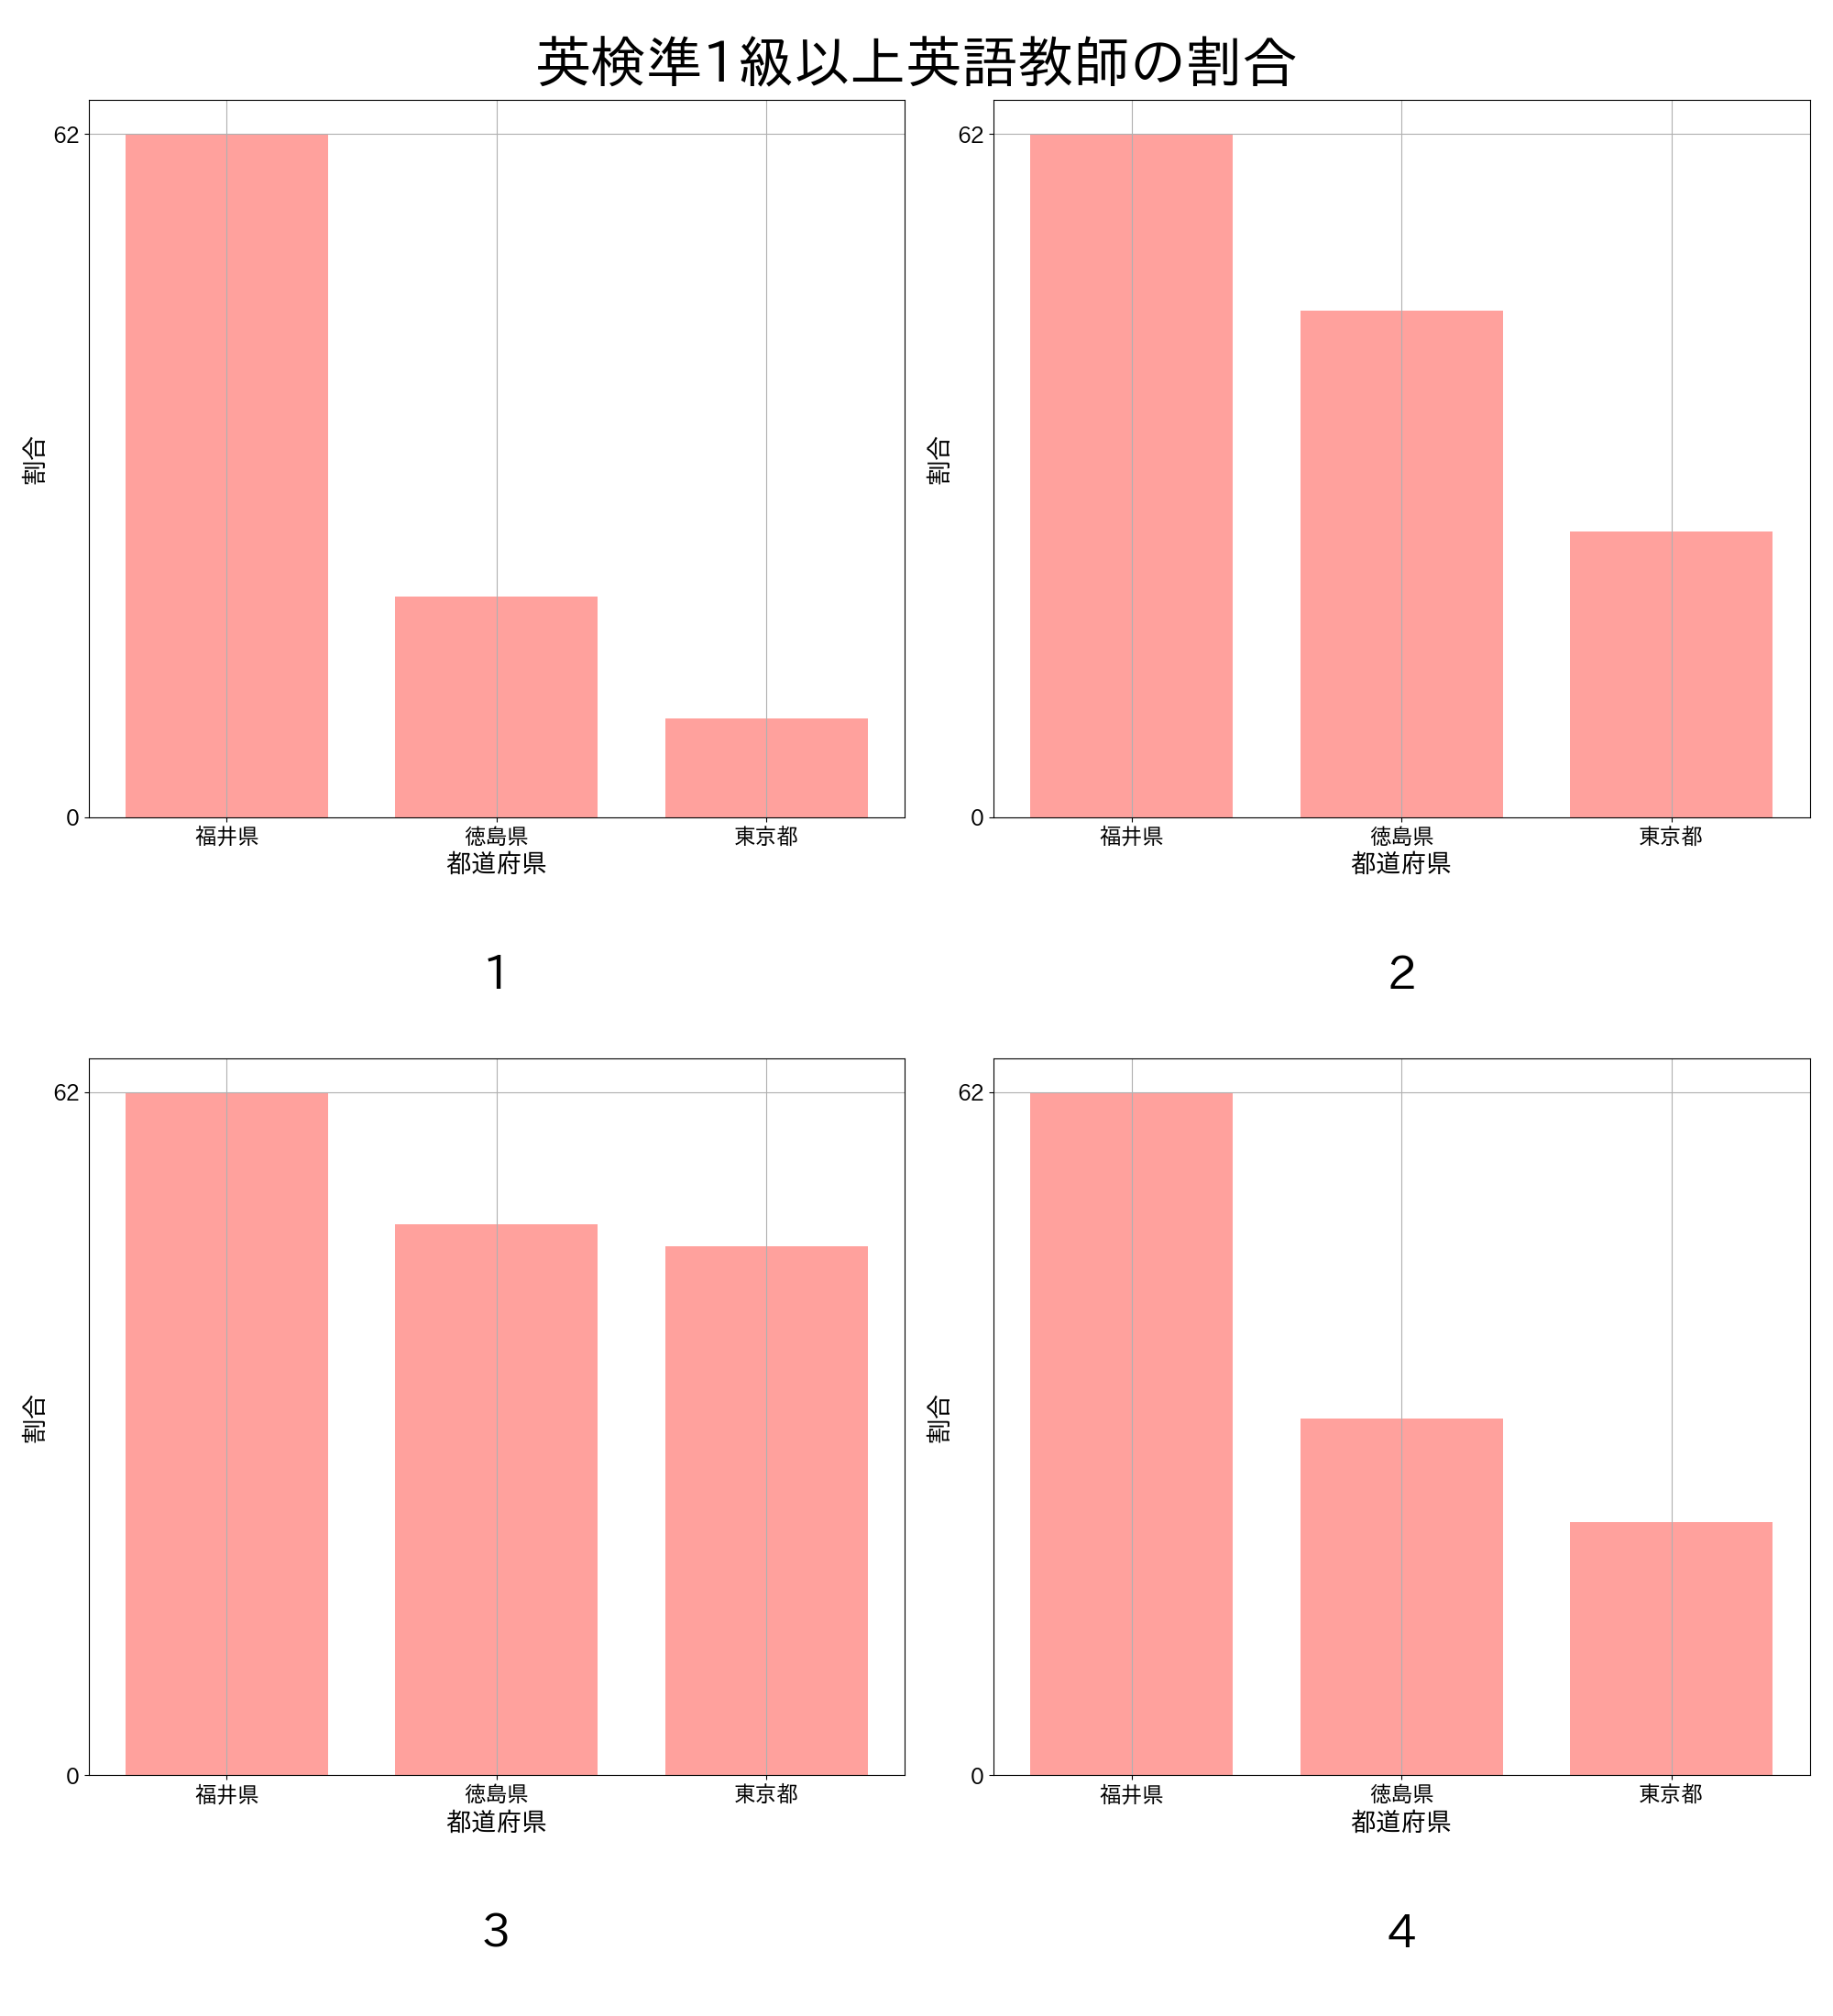 英検準1級以上英語教師の割合
62
割合
0
福井県 徳島県 東京都
都道府県
1
62
割合
0
福井県 徳島県 東京都
都道府県
2
62
割合
0
福井県 徳島県 東京都
都道府県
3
62
割合
0
福井県 徳島県 東京都
都道府県
4